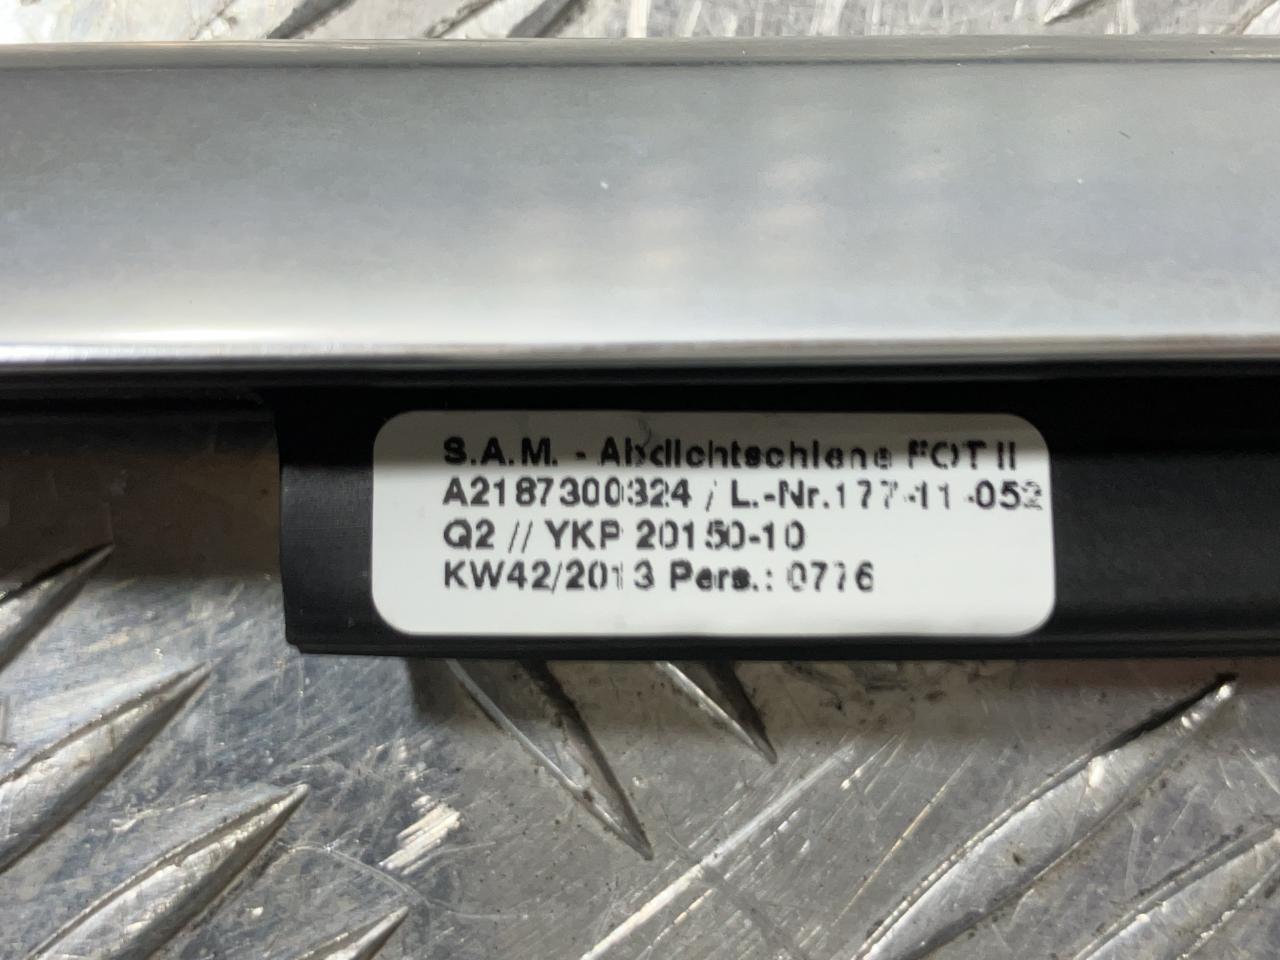 S.A.M. - Abdichtschiene FOT II
A2187300324 / L.-Nr.177-11-052
Q2 // YKP 20150-10
KW42/2013 Pers.: 0776